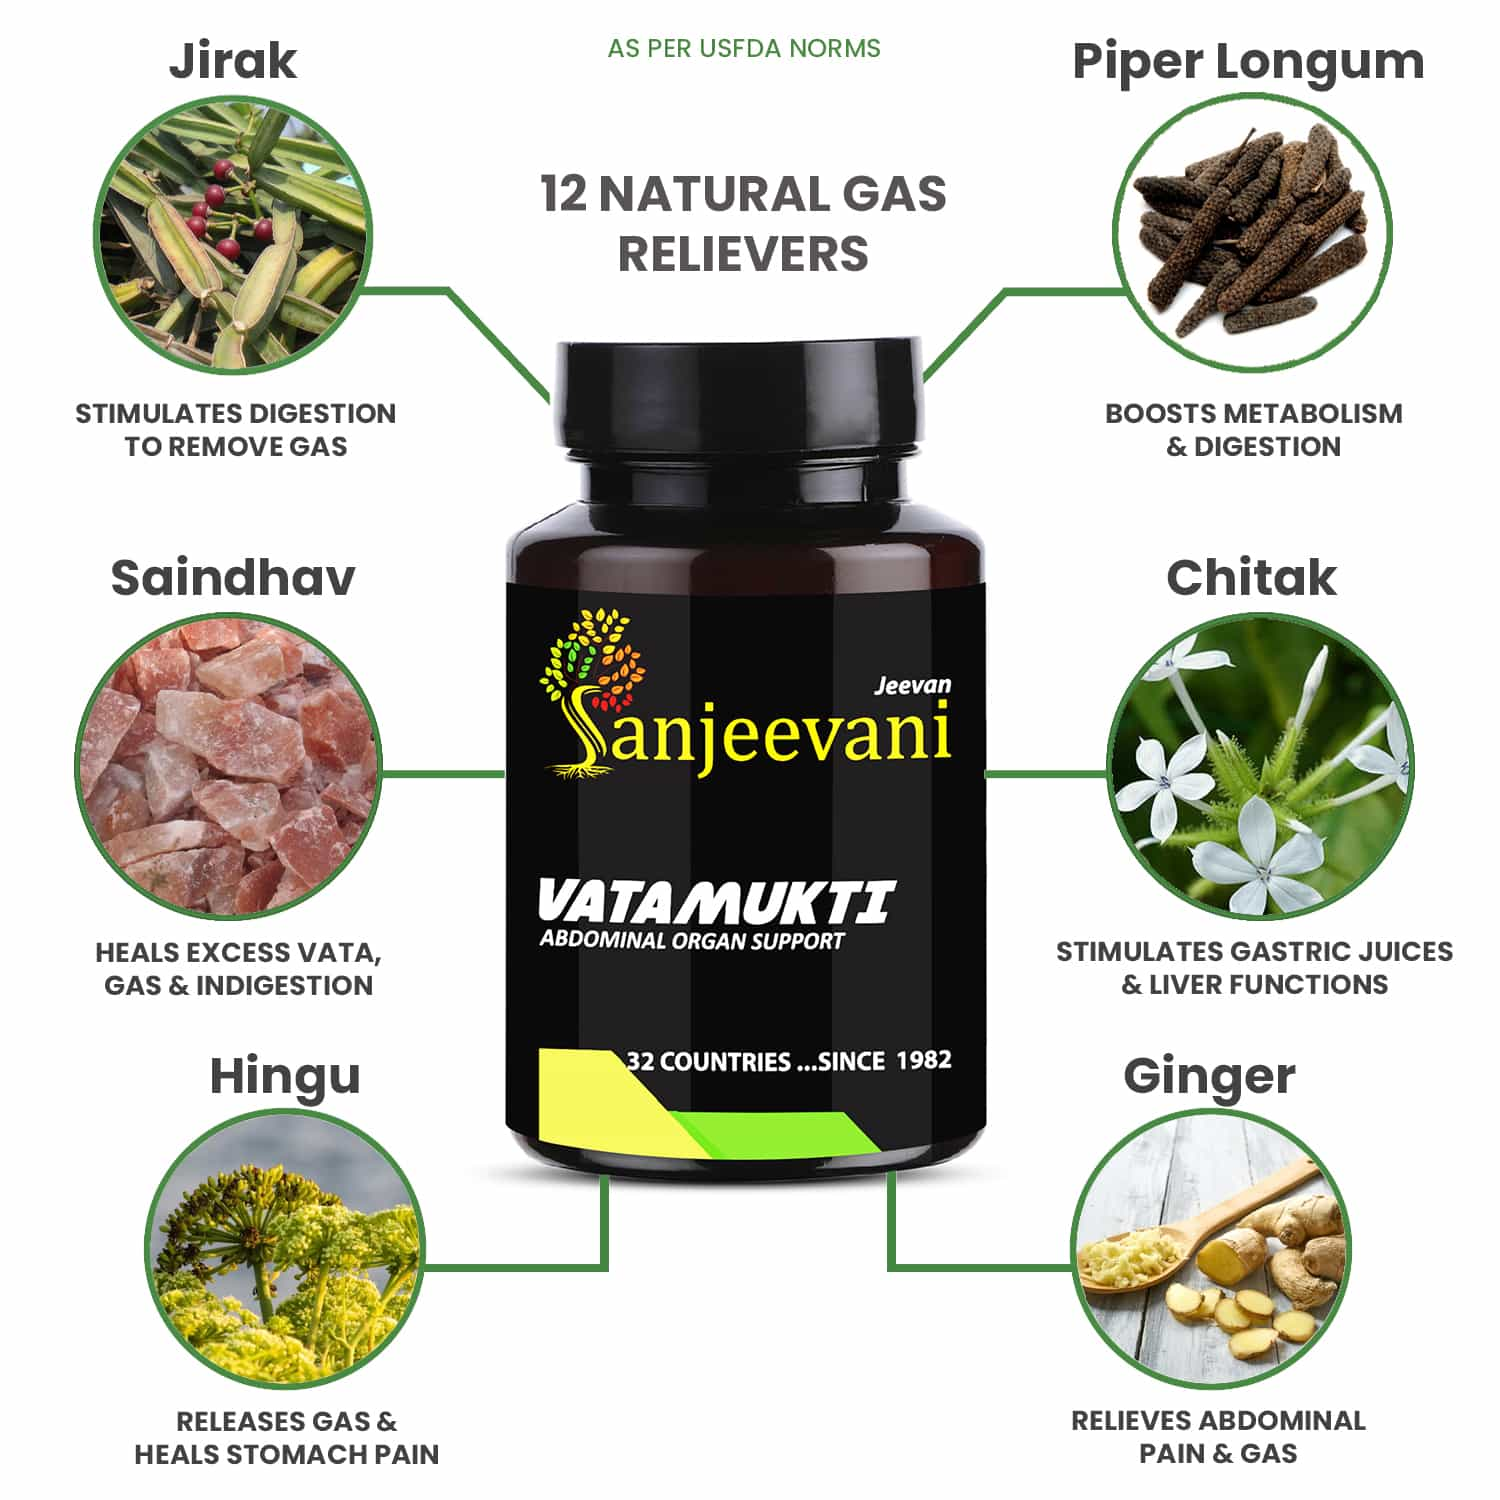 AS PER USFDA NORMS
12 NATURAL GAS
RELIEVERS
Jirak
STIMULATES DIGESTION
TO REMOVE GAS
Piper Longum
BOOSTS METABOLISM
& DIGESTION
Saindhav
HEALS EXCESS VATA,
GAS & INDIGESTION
Chitak
STIMULATES GASTRIC JUICES
& LIVER FUNCTIONS
Hingu
RELEASES GAS &
HEALS STOMACH PAIN
Ginger
RELIEVES ABDOMINAL
PAIN & GAS
Jeevan
Sanjeevani
VATAMUKTI
ABDOMINAL ORGAN SUPPORT
32 COUNTRIES ...SINCE 1982